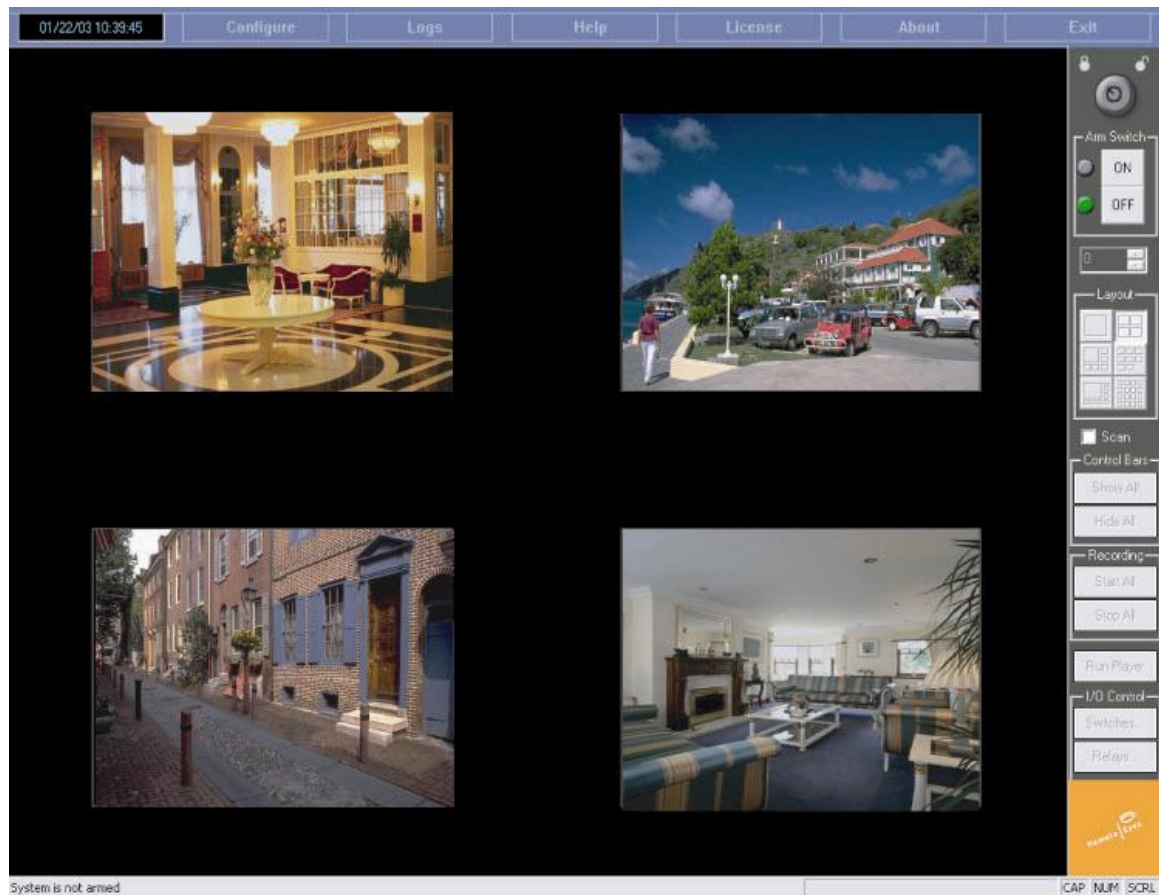 01/22/03 10:39:45
Configure
Logs
Help
License
About
Exit
Arm Switch
ON
OFF
0
Layout
Scan
Control Bars
Show All
Hide All
Recording
Start All
Stop All
Run Player
I/O Control
Switches...
Relays...
Remote Eyes
System is not armed
CAP NUM SCRL